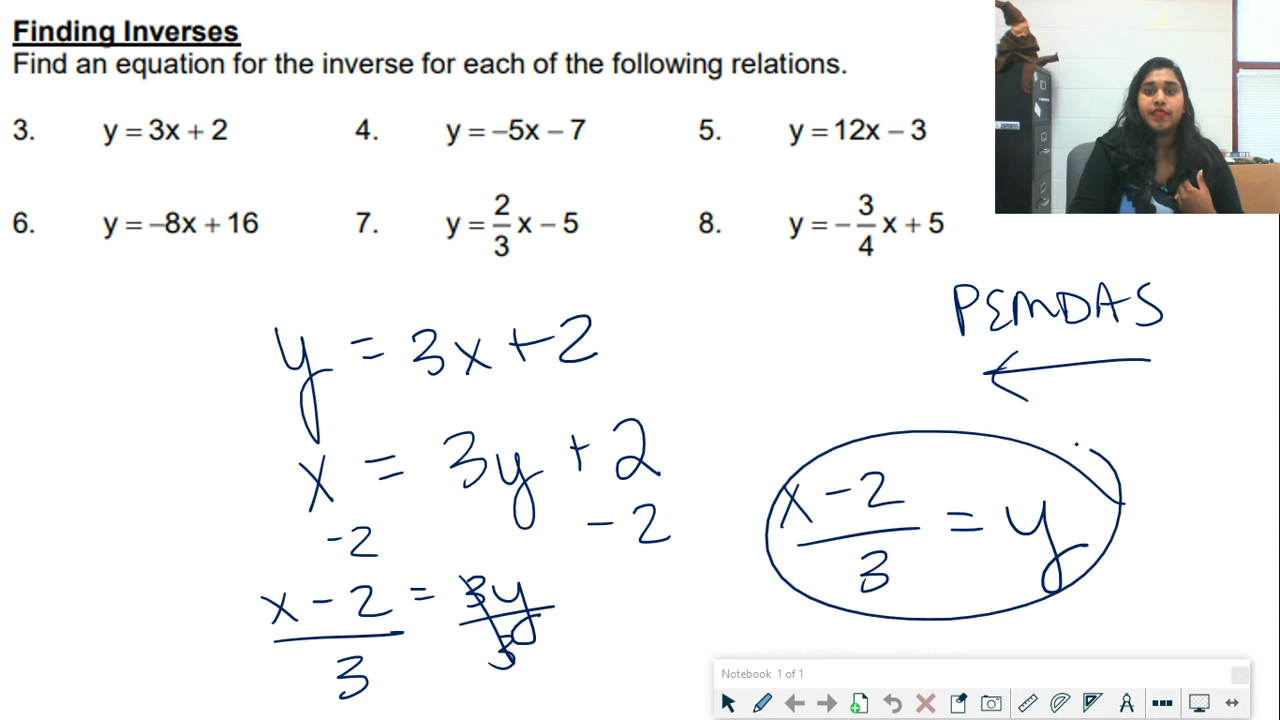 Finding Inverses
Find an equation for the inverse for each of the following relations.
3. y = 3x + 2 4. y = –5x – 7 5. y = 12x – 3
6. y = –8x + 16 7. y = 2/3 x – 5 8. y = – 3/4 x + 5
PEMDAS
y = 3x + 2
x = 3y + 2
-2 -2
x - 2 = 3y
3 3
x - 2 = y
3
Notebook 1 of 1